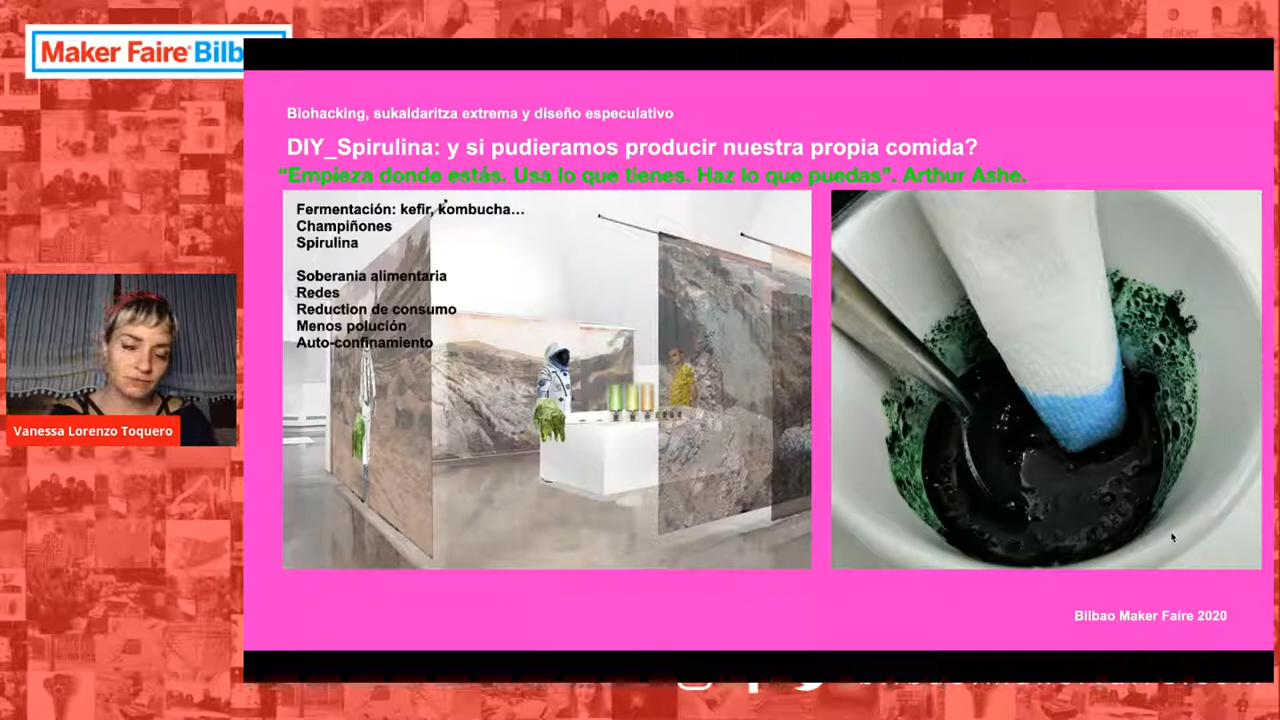 eFaber
Maker Faire Bilb
Biohacking, sukaldaritza extrema y diseño especulativo
DIY_Spirulina: y si pudieramos producir nuestra propia comida?
"Empieza donde estás. Usa lo que tienes. Haz lo que puedas". Arthur Ashe.
Fermentación: kefir, kombucha...
Champiñones
Spirulina
Soberania alimentaria
Redes
Reduction de consumo
Menos polución
Auto-confinamiento
Vanessa Lorenzo Toquero
Bilbao Maker Faire 2020